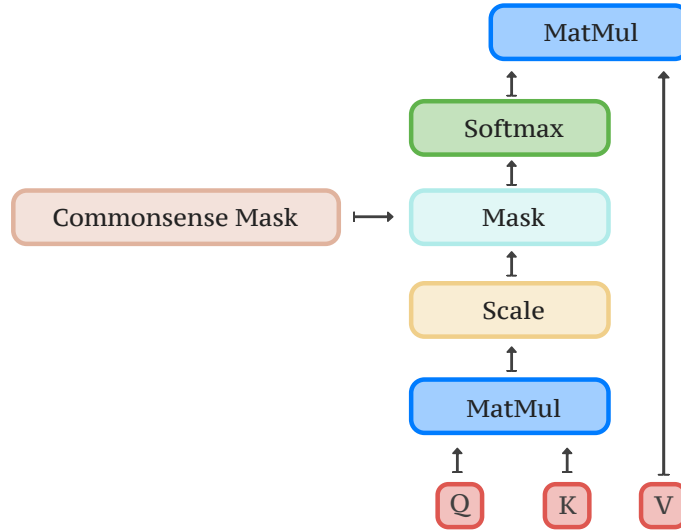 MatMul
Softmax
Commonsense Mask
Mask
Scale
MatMul
Q
K
V